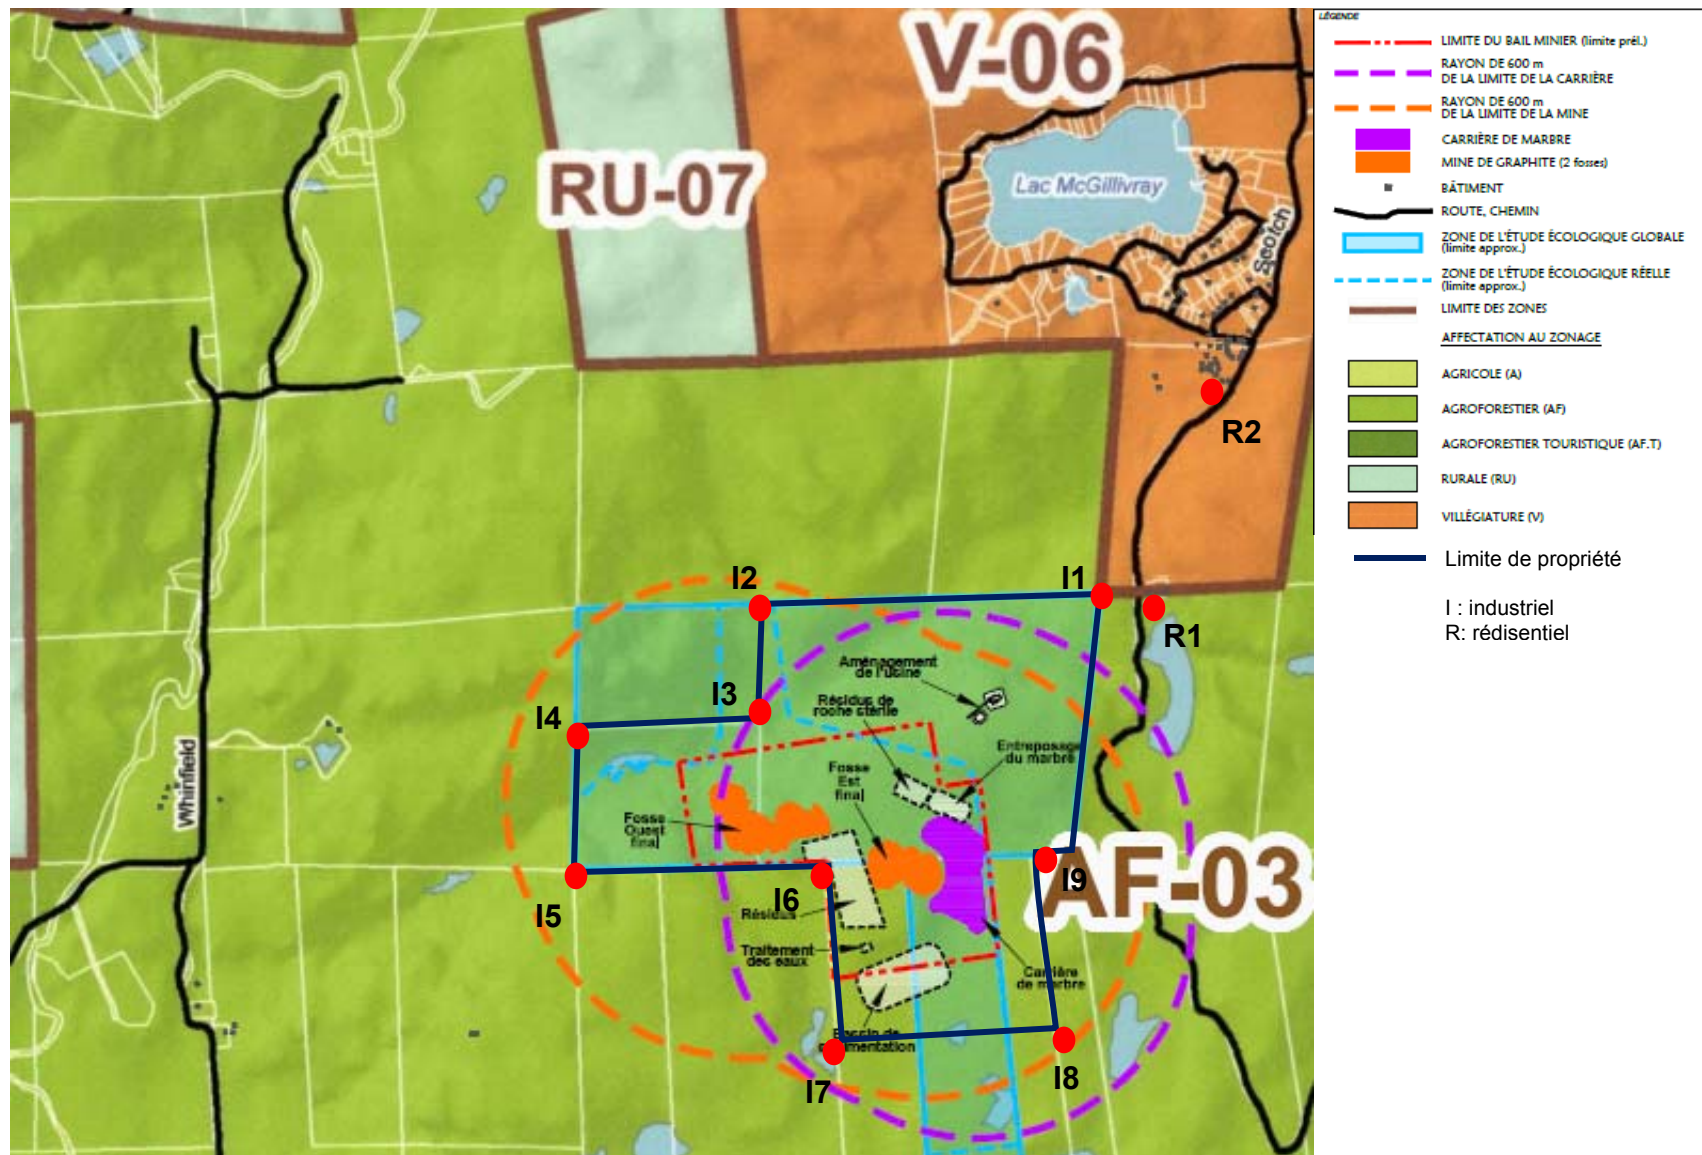 V-06
RU-07
Lac McGillivray
Scotch
R2
I2
I1
R1
I3
I4
Aménagement
de l'usine
Résidus de
roche stérile
Entreposage
du marbre
Fosse
Est
final
Fosse
Ouest
final
Whinfield
I5
I6
I9
AF-03
Résidus
Traitement
des eaux
Carrière
de marbre
Bassin de
I7
I8
LÉGENDE
LIMITE DU BAIL MINIER (limite prél.)
RAYON DE 600 m
DE LA LIMITE DE LA CARRIÈRE
RAYON DE 600 m
DE LA LIMITE DE LA MINE
CARRIÈRE DE MARBRE
MINE DE GRAPHITE (2 fosses)
BÂTIMENT
ROUTE, CHEMIN
ZONE DE L'ÉTUDE ÉCOLOGIQUE GLOBALE
(limite approx.)
ZONE DE L'ÉTUDE ÉCOLOGIQUE RÉELLE
(limite approx.)
LIMITE DES ZONES
AFFECTATION AU ZONAGE
AGRICOLE (A)
AGROFORESTIER (AF)
AGROFORESTIER TOURISTIQUE (AF.T)
RURALE (RU)
VILLÉGIATURE (V)
Limite de propriété
I : industriel
R: rédisentiel